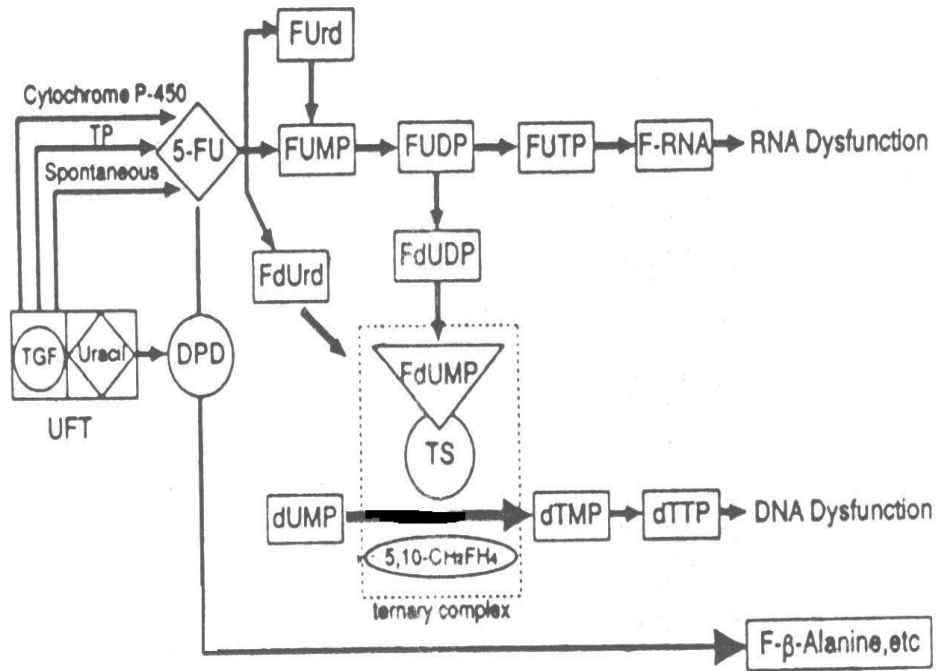 FUrd
Cytochrome P-450
TP
5-FU
FUMP
FUDP
FUTP
F-RNA
RNA Dysfunction
Spontaneous
FdUrd
FdUDP
TGF
Uracil
DPD
FdUMP
UFT
TS
dUMP
dTMP
dTTP
DNA Dysfunction
5,10-CH₂FH₄
ternary complex
F-β-Alanine,etc